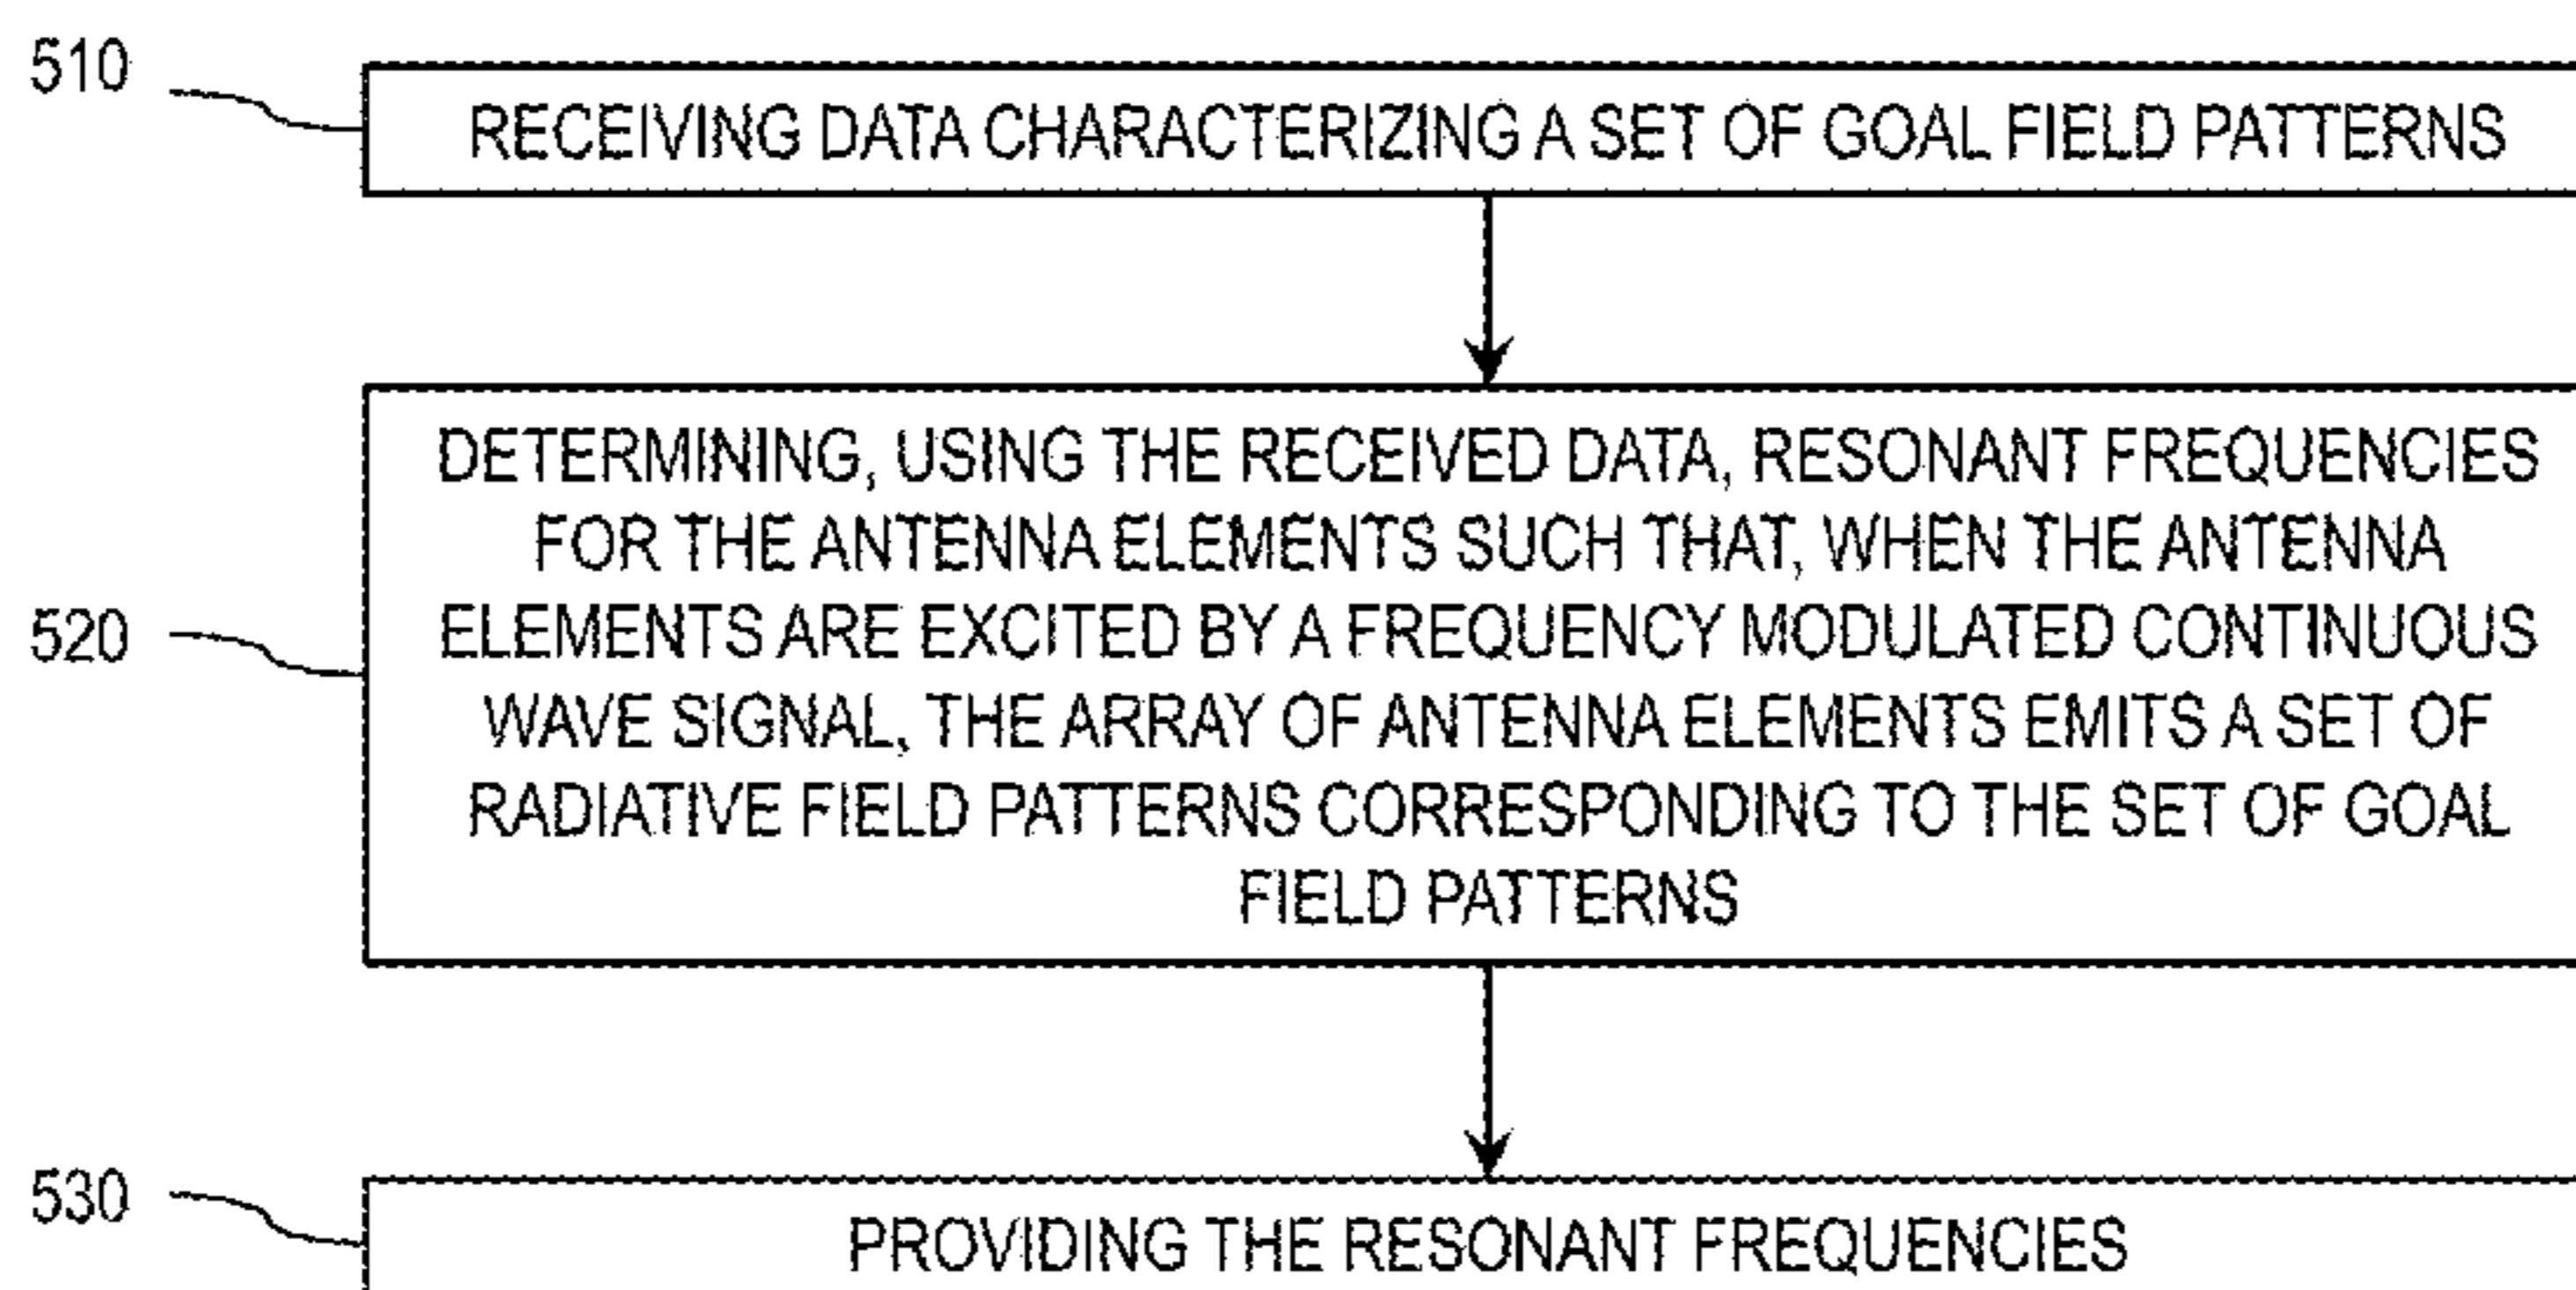 510
RECEIVING DATA CHARACTERIZING A SET OF GOAL FIELD PATTERNS
520
DETERMINING, USING THE RECEIVED DATA, RESONANT FREQUENCIES
FOR THE ANTENNA ELEMENTS SUCH THAT, WHEN THE ANTENNA
ELEMENTS ARE EXCITED BY A FREQUENCY MODULATED CONTINUOUS
WAVE SIGNAL, THE ARRAY OF ANTENNA ELEMENTS EMITS A SET OF
RADIATIVE FIELD PATTERNS CORRESPONDING TO THE SET OF GOAL
FIELD PATTERNS
530
PROVIDING THE RESONANT FREQUENCIES